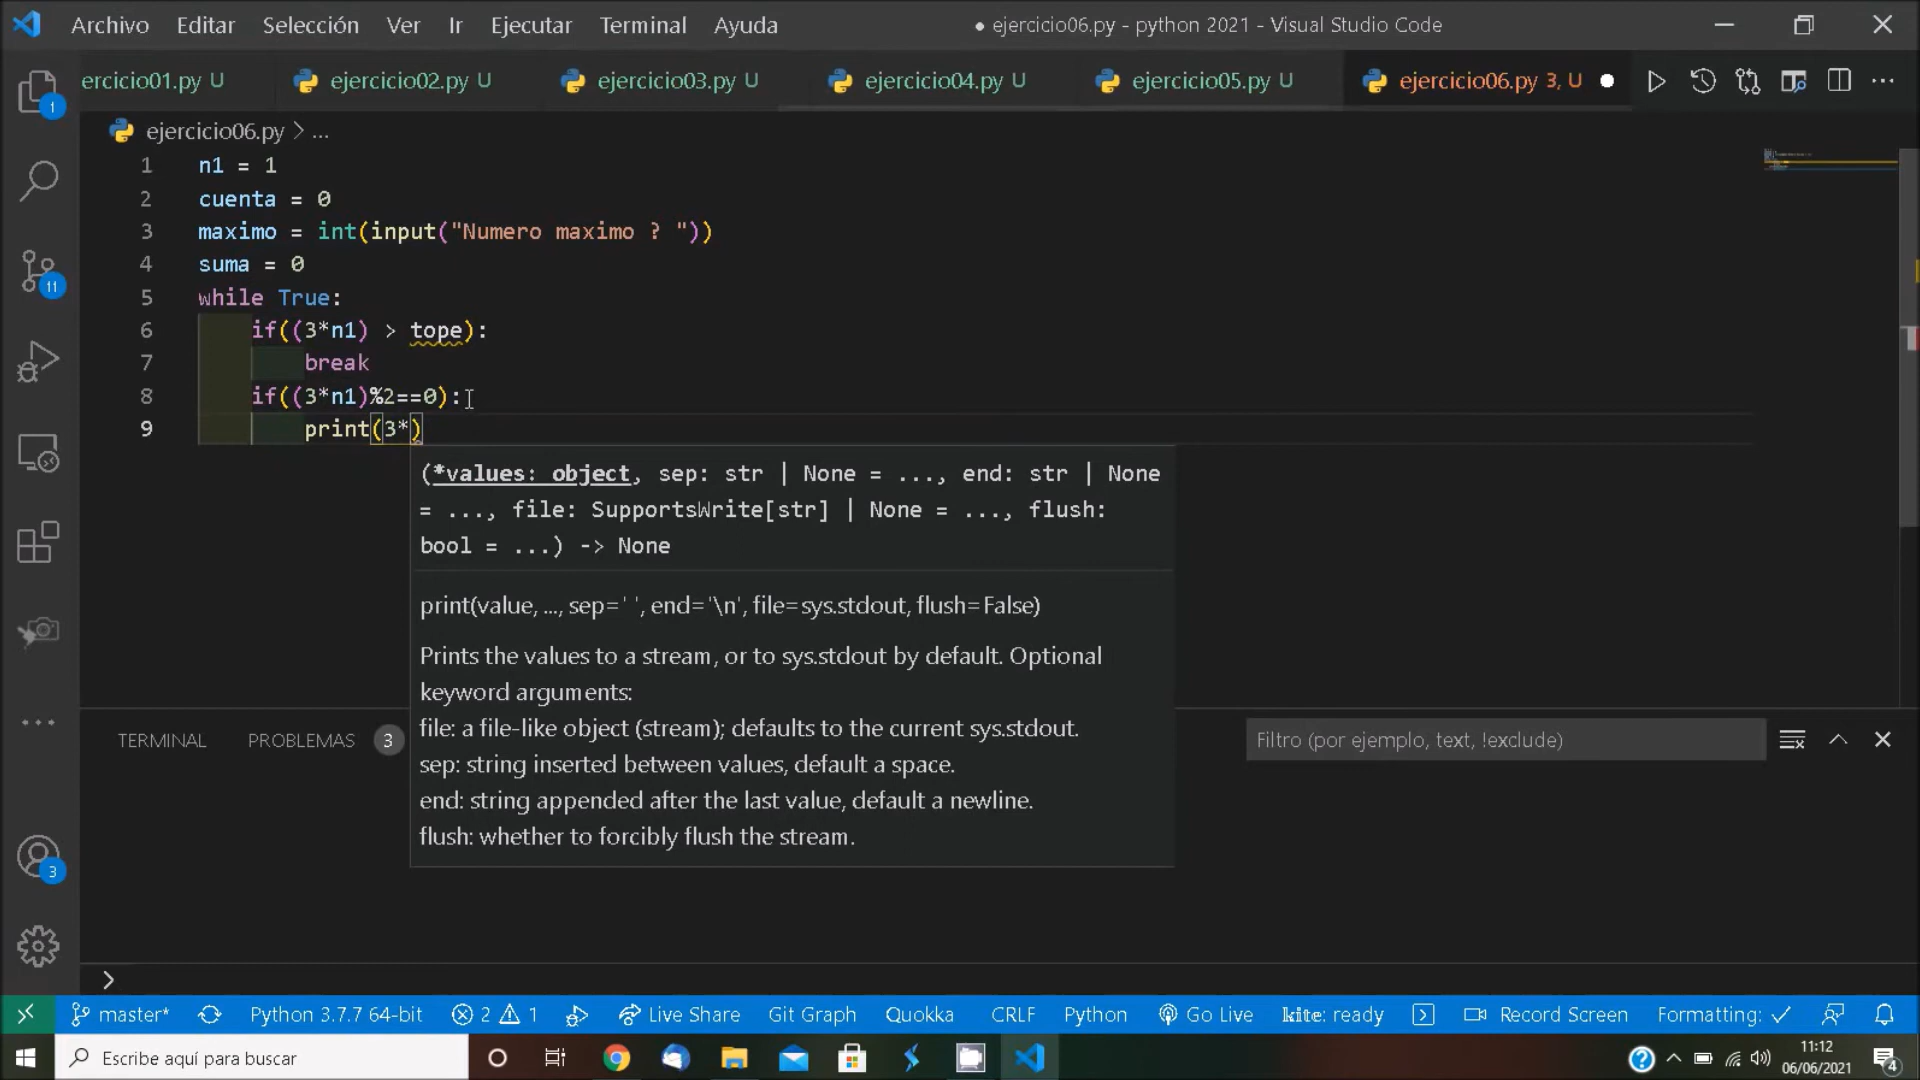 Archivo Editar Selección Ver Ir Ejecutar Terminal Ayuda ● ejercicio06.py - python 2021 - Visual Studio Code
ercicio01.py U ejercicio02.py U ejercicio03.py U ejercicio04.py U ejercicio05.py U ejercicio06.py 3, U
1
ejercicio06.py > ...
1 n1 = 1
2 cuenta = 0
3 maximo = int(input("Numero maximo ? "))
4 suma = 0
5 while True:
11
6 if((3*n1) > tope):
7 break
8 if((3*n1)%2==0):
9 print(3*)
(*values: object, sep: str | None = ..., end: str | None
= ..., file: SupportsWrite[str] | None = ..., flush:
bool = ...) -> None
print(value, ..., sep=' ', end='\n', file=sys.stdout, flush=False)
Prints the values to a stream, or to sys.stdout by default. Optional
keyword arguments:
file: a file-like object (stream); defaults to the current sys.stdout.
sep: string inserted between values, default a space.
end: string appended after the last value, default a newline.
flush: whether to forcibly flush the stream.
TERMINAL PROBLEMAS 3 Filtro (por ejemplo, text, !exclude)
3
master* Python 3.7.7 64-bit 2 1 Live Share Git Graph Quokka CRLF Python Go Live kite: ready Record Screen Formatting: ✓
Escribe aquí para buscar
11:12
06/06/2021
4